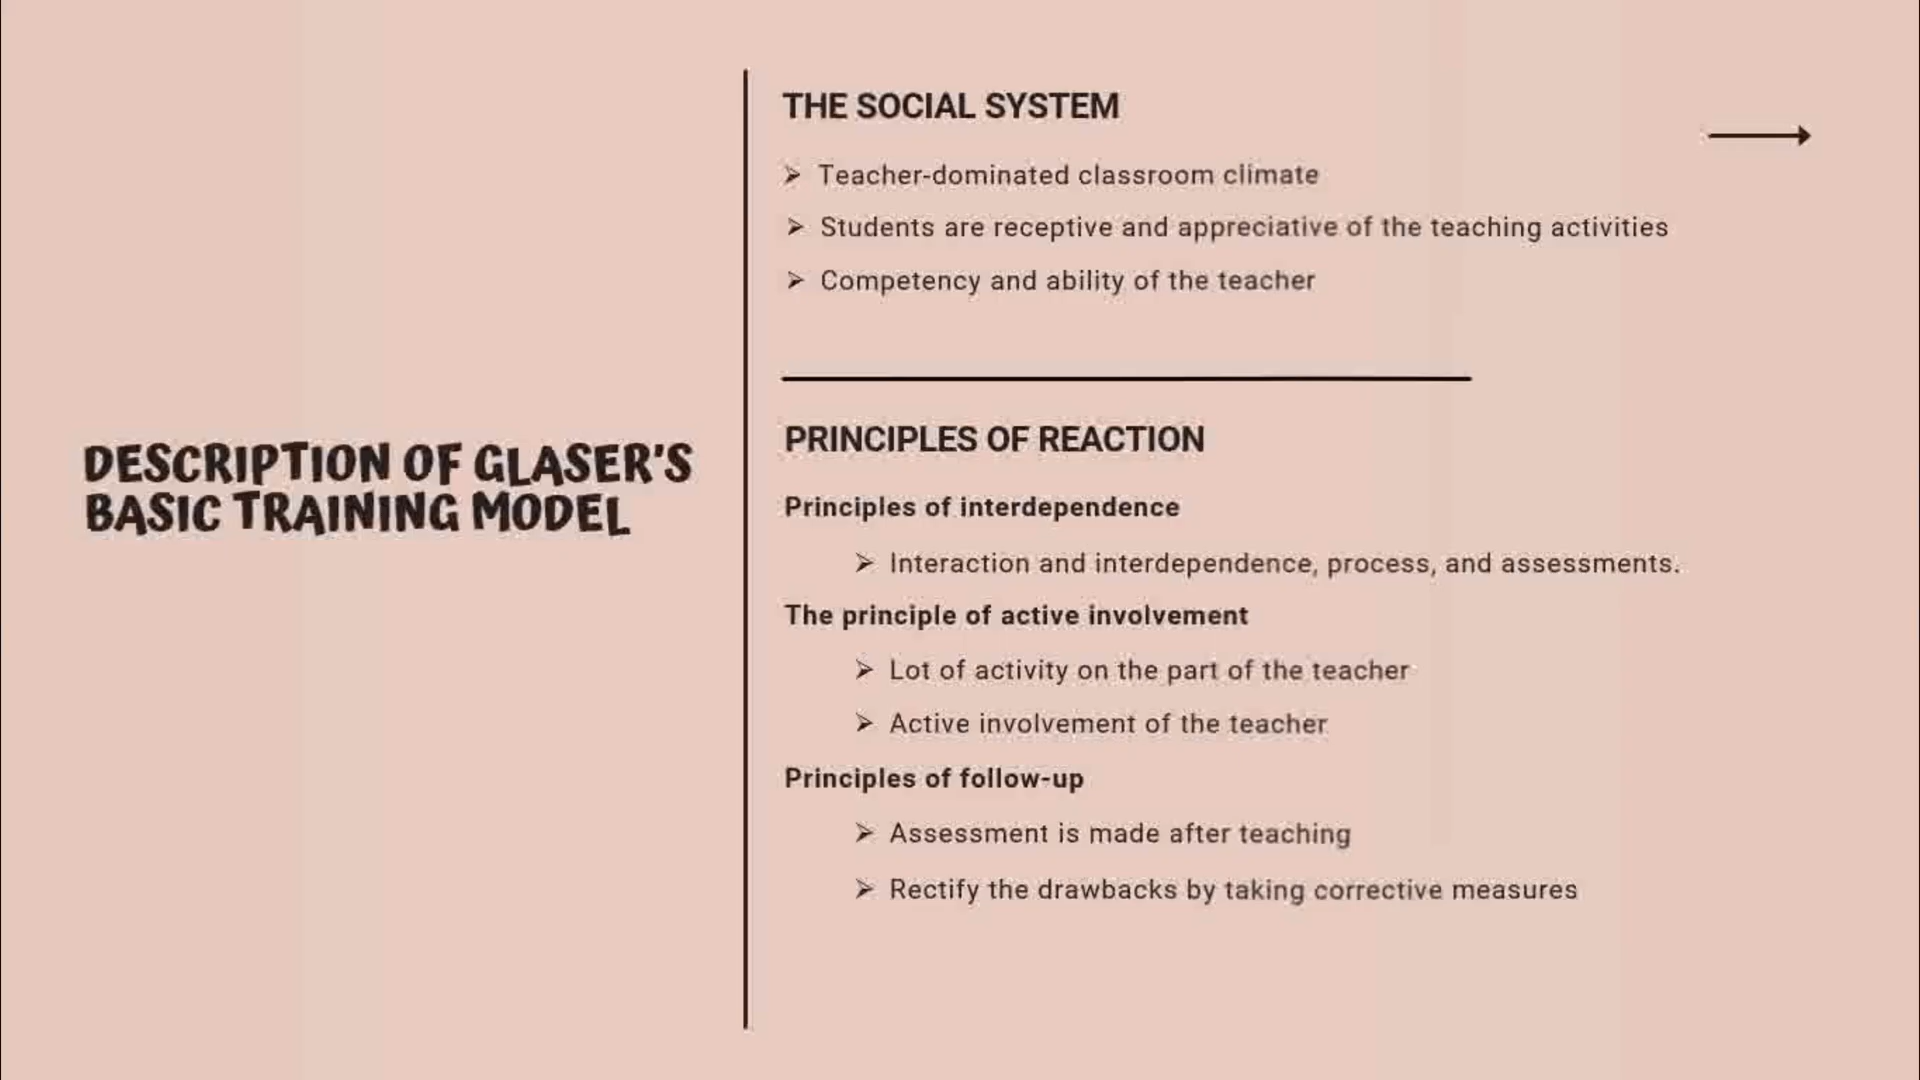 DESCRIPTION OF GLASER'S
BASIC TRAINING MODEL
THE SOCIAL SYSTEM
➢ Teacher-dominated classroom climate
➢ Students are receptive and appreciative of the teaching activities
➢ Competency and ability of the teacher
PRINCIPLES OF REACTION
Principles of interdependence
➢ Interaction and interdependence, process, and assessments.
The principle of active involvement
➢ Lot of activity on the part of the teacher
➢ Active involvement of the teacher
Principles of follow-up
➢ Assessment is made after teaching
➢ Rectify the drawbacks by taking corrective measures